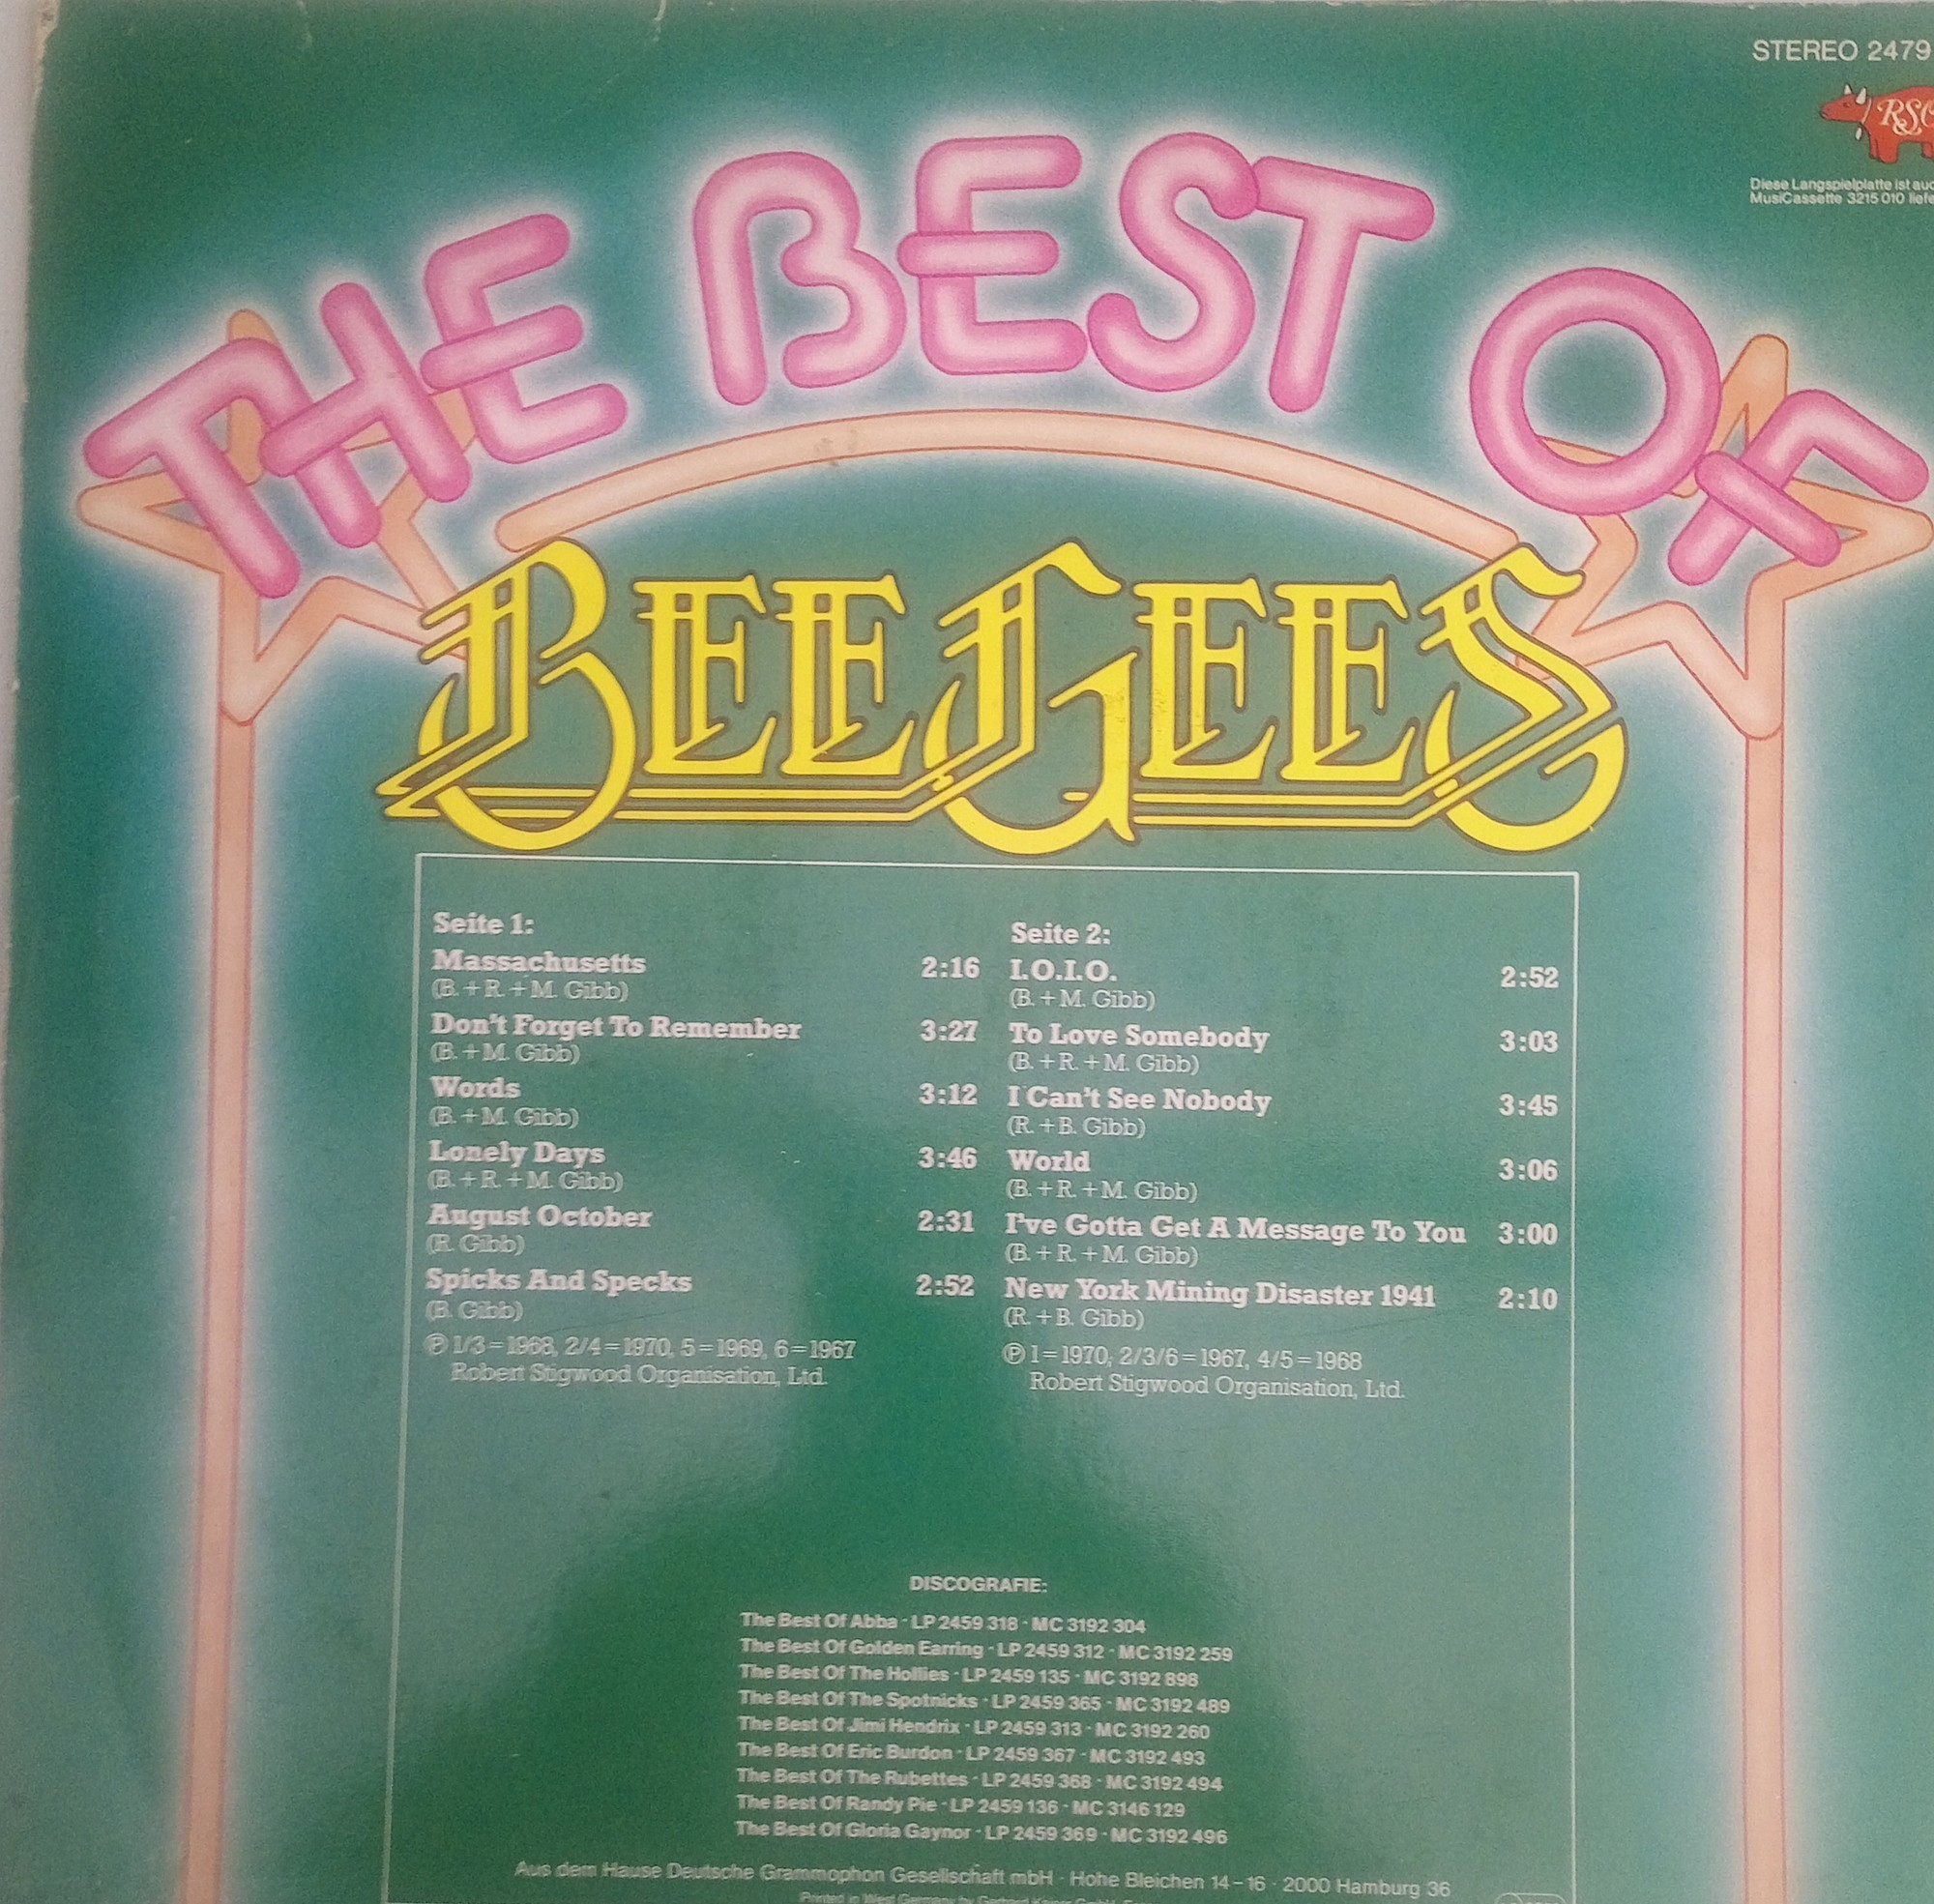 STEREO 2479
RSO
Diese Langspielplatte ist auc
MusiCassette 3215 010 liefe
THE BEST OF
BEE GEES
Seite 1:
Massachusetts 2:16
(B. + R. + M. Gibb)
Don't Forget To Remember 3:27
(B. + M. Gibb)
Words 3:12
(B. + M. Gibb)
Lonely Days 3:46
(B. + R. + M. Gibb)
August October 2:31
(R. Gibb)
Spicks And Specks 2:52
(B. Gibb)
Ⓟ 1/3 = 1968, 2/4 = 1970, 5 = 1969, 6 = 1967
Robert Stigwood Organisation, Ltd.
Seite 2:
I.O.I.O. 2:52
(B. + M. Gibb)
To Love Somebody 3:03
(B. + R. + M. Gibb)
I Can't See Nobody 3:45
(R. + B. Gibb)
World 3:06
(B. + R. + M. Gibb)
I've Gotta Get A Message To You 3:00
(B. + R. + M. Gibb)
New York Mining Disaster 1941 2:10
(R. + B. Gibb)
Ⓟ 1 = 1970, 2/3/6 = 1967, 4/5 = 1968
Robert Stigwood Organisation, Ltd.
DISCOGRAFIE:
The Best Of Abba · LP 2459 318 · MC 3192 304
The Best Of Golden Earring · LP 2459 312 · MC 3192 259
The Best Of The Hollies · LP 2459 135 · MC 3192 898
The Best Of The Spotnicks · LP 2459 365 · MC 3192 489
The Best Of Jimi Hendrix · LP 2459 313 · MC 3192 260
The Best Of Eric Burdon · LP 2459 367 · MC 3192 493
The Best Of The Rubettes · LP 2459 368 · MC 3192 494
The Best Of Randy Pie · LP 2459 136 · MC 3146 129
The Best Of Gloria Gaynor · LP 2459 369 · MC 3192 496
Aus dem Hause Deutsche Grammophon Gesellschaft mbH · Hohe Bleichen 14–16 · 2000 Hamburg 36
Printed in West Germany by